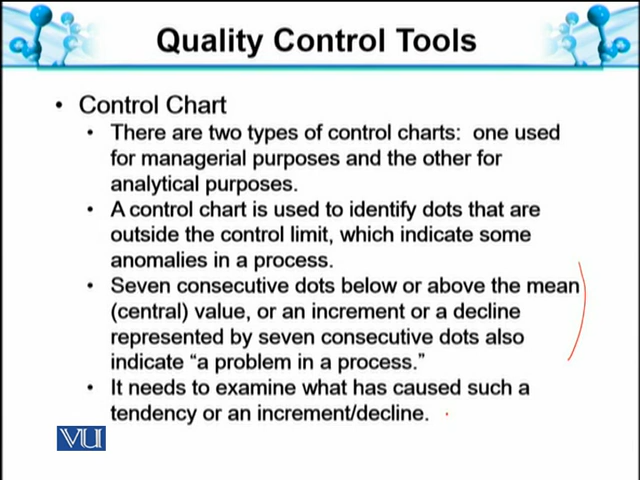 Quality Control Tools
• Control Chart
• There are two types of control charts: one used
for managerial purposes and the other for
analytical purposes.
• A control chart is used to identify dots that are
outside the control limit, which indicate some
anomalies in a process.
• Seven consecutive dots below or above the mean
(central) value, or an increment or a decline
represented by seven consecutive dots also
indicate “a problem in a process.”
• It needs to examine what has caused such a
tendency or an increment/decline.
VU